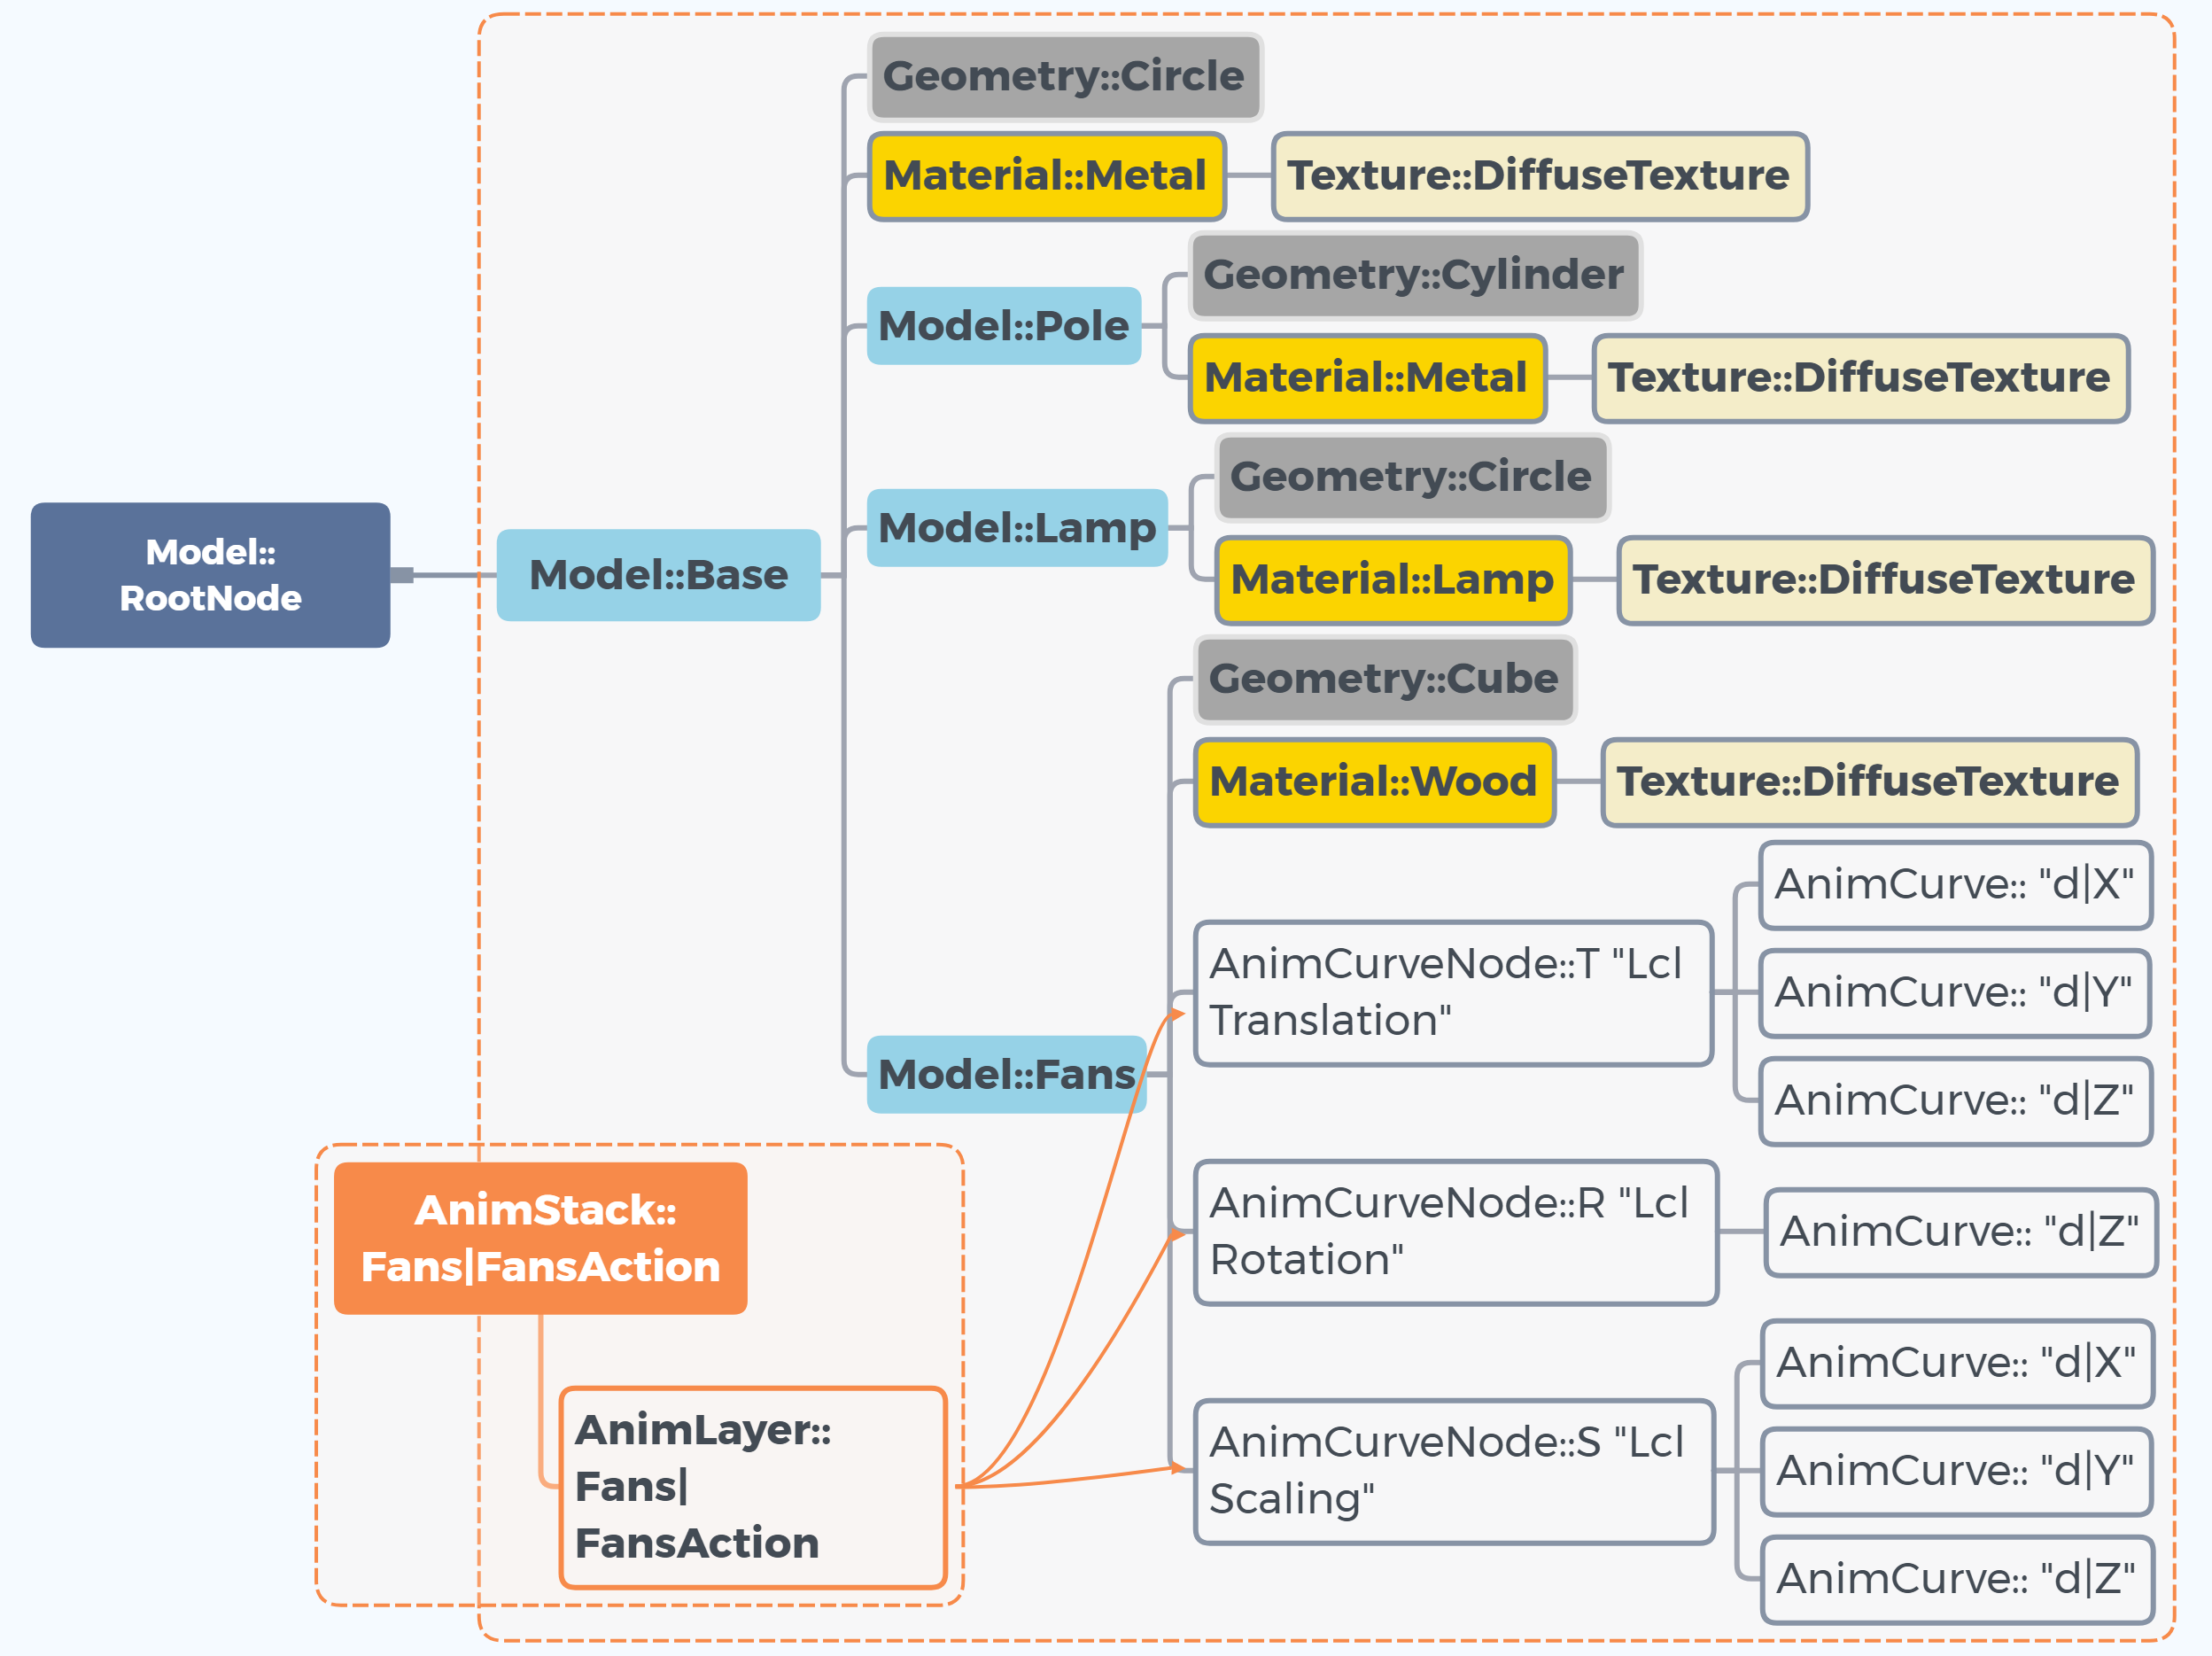 Geometry::Circle
Material::Metal
Texture::DiffuseTexture
Geometry::Cylinder
Model::Pole
Material::Metal
Texture::DiffuseTexture
Geometry::Circle
Model::Lamp
Material::Lamp
Texture::DiffuseTexture
Model::
RootNode
Model::Base
Geometry::Cube
Material::Wood
Texture::DiffuseTexture
AnimCurve:: "d|X"
AnimCurveNode::T "Lcl
Translation"
AnimCurve:: "d|Y"
AnimCurve:: "d|Z"
Model::Fans
AnimStack::
Fans|FansAction
AnimCurveNode::R "Lcl
Rotation"
AnimCurve:: "d|Z"
AnimLayer::
Fans|
FansAction
AnimCurveNode::S "Lcl
Scaling"
AnimCurve:: "d|X"
AnimCurve:: "d|Y"
AnimCurve:: "d|Z"